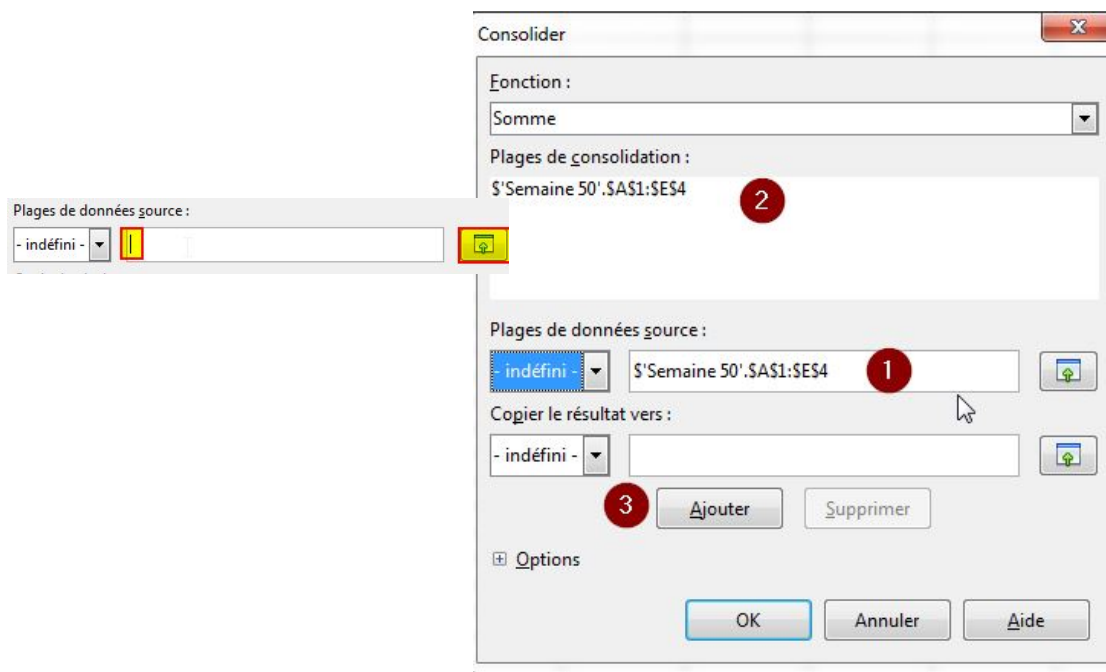 Plages de données source :
- indéfini -
Consolider
Fonction :
Somme
Plages de consolidation :
$'Semaine 50'.$A$1:$E$4
2
Plages de données source :
- indéfini - $'Semaine 50'.$A$1:$E$4 1
Copier le résultat vers :
- indéfini -
3 Ajouter Supprimer
Options
OK Annuler Aide